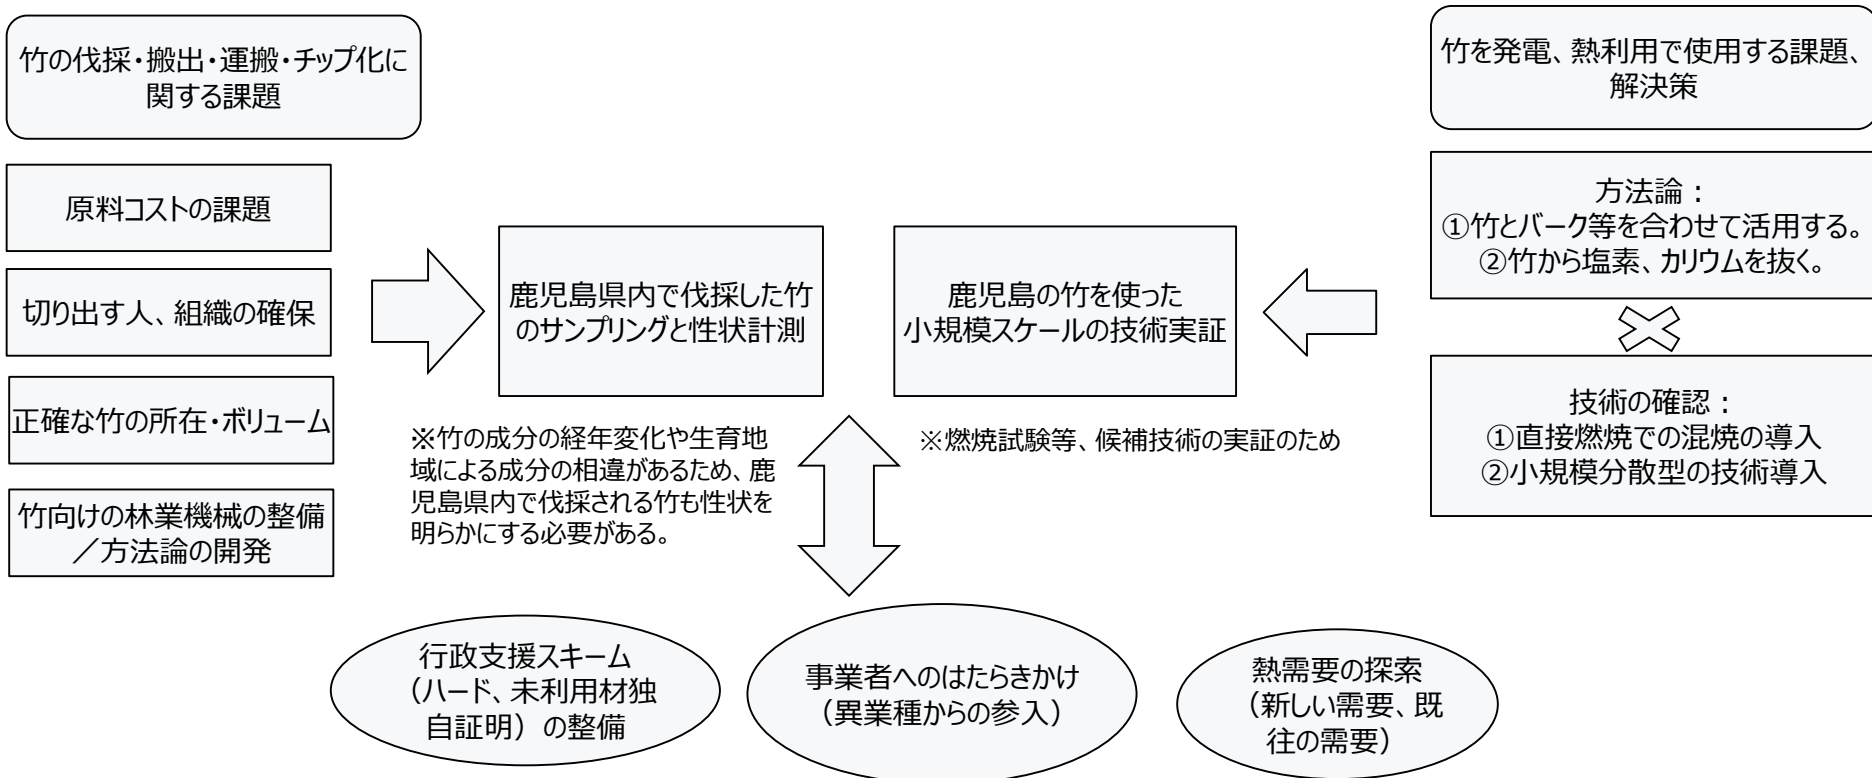 竹の伐採・搬出・運搬・チップ化に
関する課題
原料コストの課題
切り出す人、組織の確保
正確な竹の所在・ボリューム
竹向けの林業機械の整備
／方法論の開発
鹿児島県内で伐採した竹
のサンプリングと性状計測
※竹の成分の経年変化や生育地
域による成分の相違があるため、鹿
児島県内で伐採される竹も性状を
明らかにする必要がある。
鹿児島の竹を使った
小規模スケールの技術実証
※燃焼試験等、候補技術の実証のため
竹を発電、熱利用で使用する課題、
解決策
方法論：
①竹とバーク等を合わせて活用する。
②竹から塩素、カリウムを抜く。
技術の確認：
①直接燃焼での混焼の導入
②小規模分散型の技術導入
行政支援スキーム
（ハード、未利用材独
自証明）の整備
事業者へのはたらきかけ
（異業種からの参入）
熱需要の探索
（新しい需要、既
往の需要）